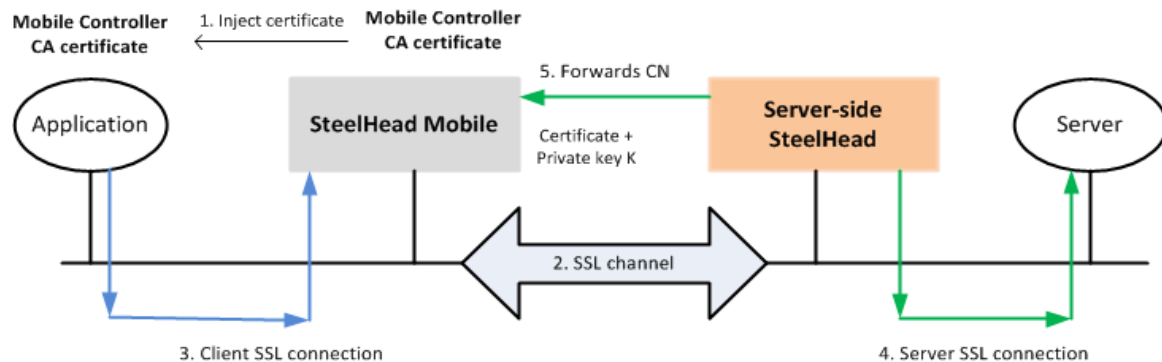 Mobile Controller
CA certificate
1. Inject certificate
Mobile Controller
CA certificate
5. Forwards CN
Application
SteelHead Mobile
Certificate +
Private key K
Server-side
SteelHead
Server
2. SSL channel
3. Client SSL connection
4. Server SSL connection